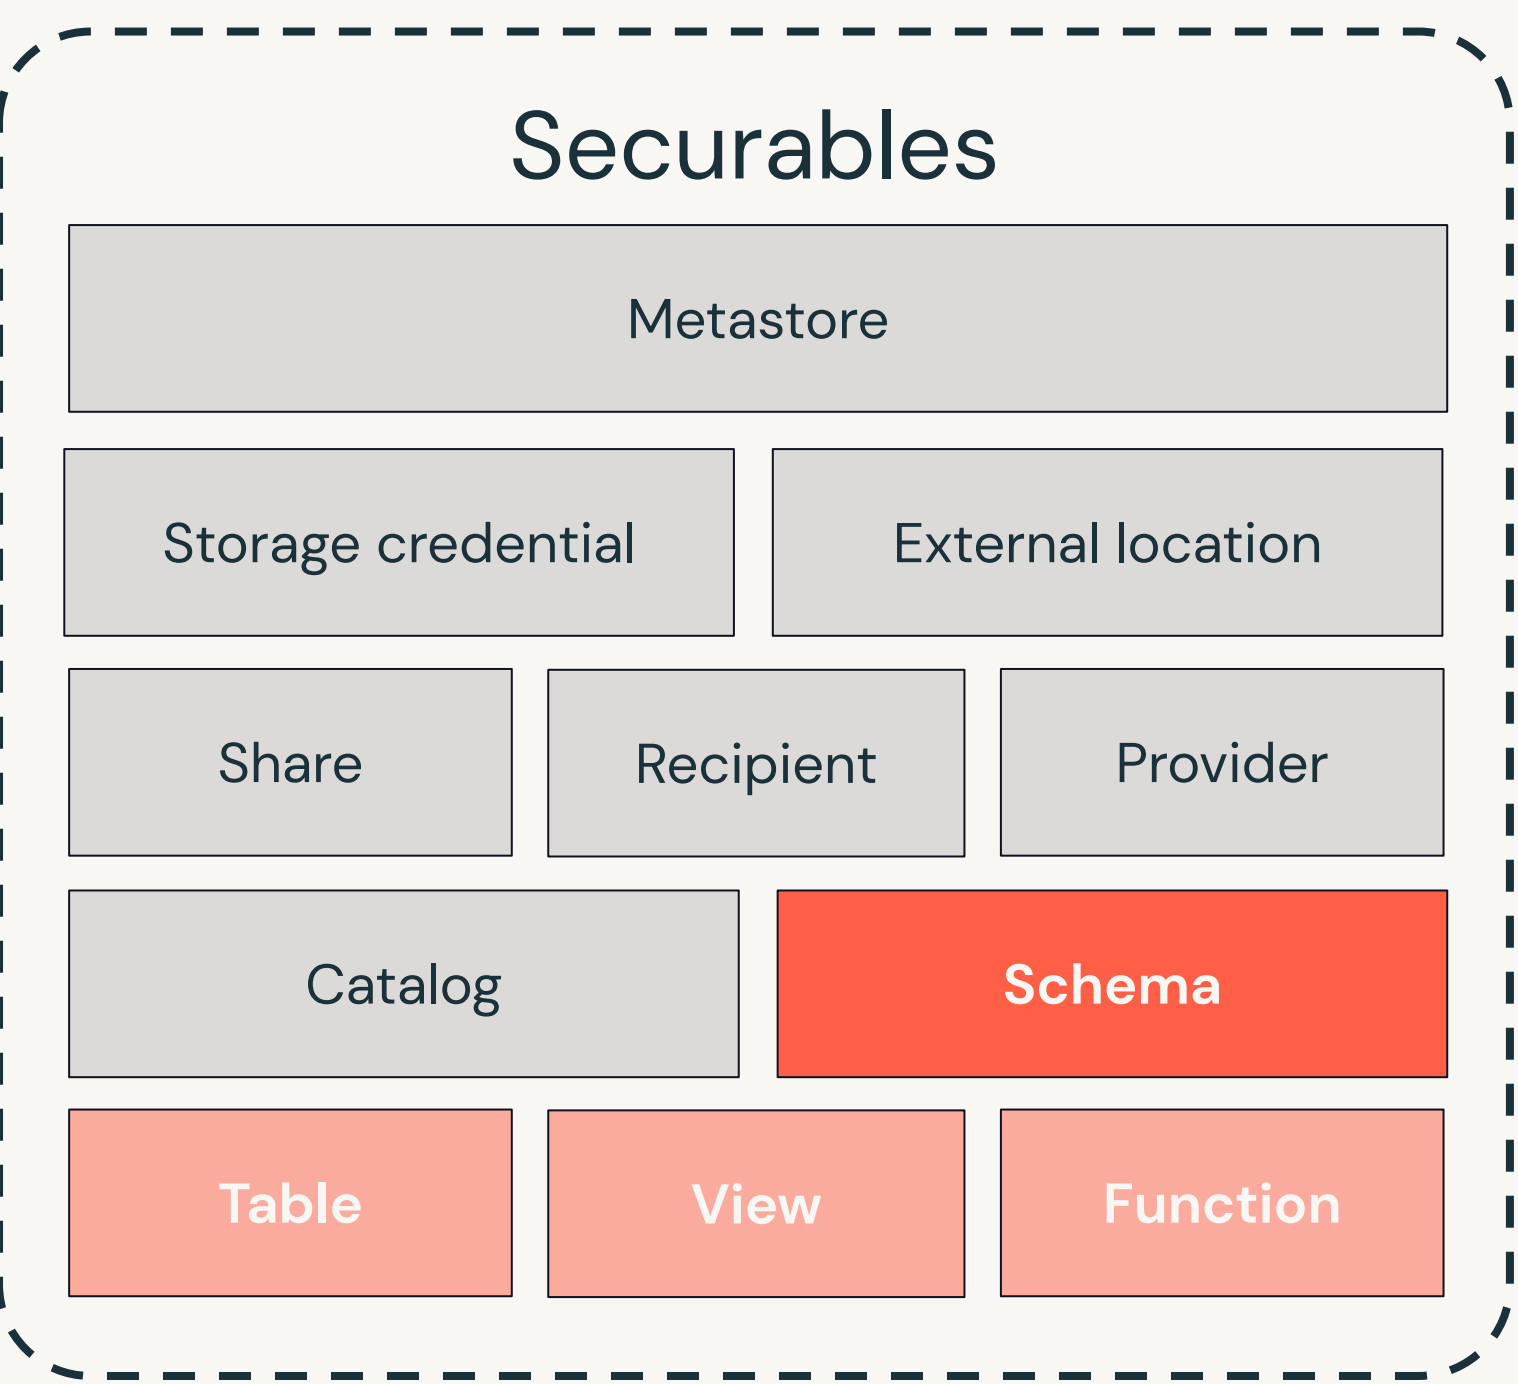 Securables
Metastore
Storage credential
External location
Share
Recipient
Provider
Catalog
Schema
Table
View
Function